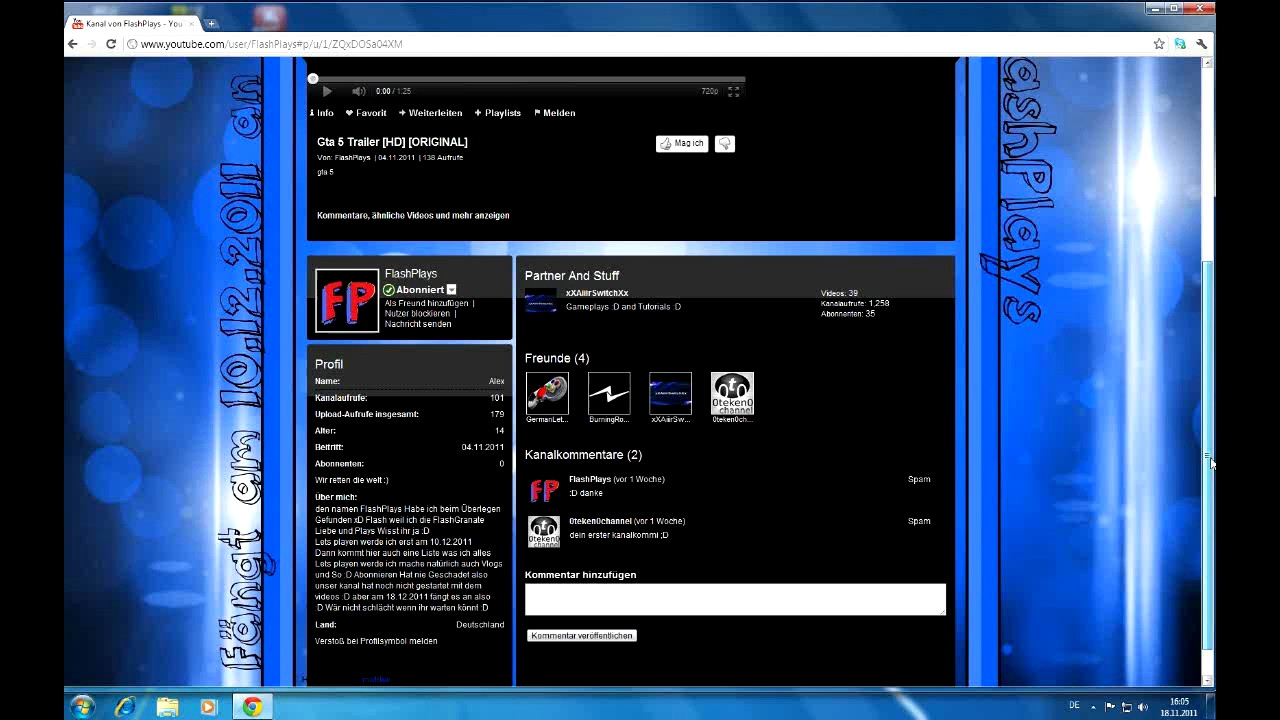 Kanal von FlashPlays - You
www.youtube.com/user/FlashPlays#p/u/1/ZQxDOSa04XM
0:00 / 1:25
720p
Info
Favorit
Weiterleiten
Playlists
Melden
Gta 5 Trailer [HD] [ORIGINAL]
Mag ich
Von: FlashPlays | 04.11.2011 | 138 Aufrufe
gta 5
Kommentare, ähnliche Videos und mehr anzeigen
Fängt am 10.12.2011 an
ashPlays
FP
FlashPlays
Abonniert
Als Freund hinzufügen |
Nutzer blockieren |
Nachricht senden
Profil
Name: Alex
Kanalaufrufe: 101
Upload-Aufrufe insgesamt: 179
Alter: 14
Beitritt: 04.11.2011
Abonnenten: 0
Wir retten die welt :)
Über mich:
den namen FlashPlays Habe ich beim Überlegen
Gefunden xD Flash weil ich die FlashGranate
Liebe und Plays Wisst ihr ja :D
Lets playen werde ich erst am 10.12.2011
Dann kommt hier auch eine Liste was ich alles
Lets playen werde ich mache natürlich auch Vlogs
und So :D Abonnieren Hat nie Geschadet also
unser kanal hat noch nicht gestartet mit dem
videos :D aber am 18.12.2011 fängt es an also
:D Wär nicht schlächt wenn ihr warten könnt :D
Land: Deutschland
Verstoß bei Profilsymbol melden
melden
Partner And Stuff
xXAiiirSwitchXx
Gameplays :D and Tutorials :D
Videos: 39
Kanalaufrufe: 1,258
Abonnenten: 35
Freunde (4)
0teken0
channel
GermanLet...
BurningRo...
xXAiiirSw...
0teken0ch...
Kanalkommentare (2)
FP
FlashPlays (vor 1 Woche)
Spam
:D danke
0teken0
channel
0teken0channel (vor 1 Woche)
Spam
dein erster kanalkommi ;D
Kommentar hinzufügen
Kommentar veröffentlichen
DE
16:05
18.11.2011